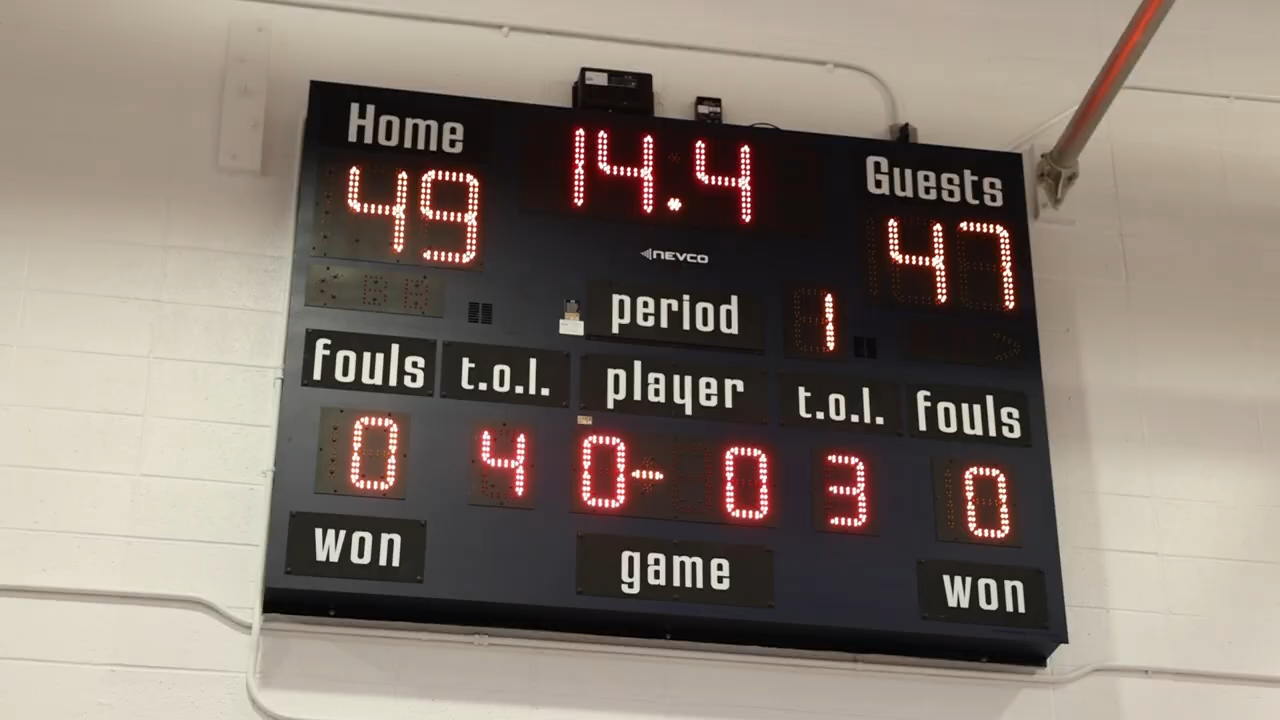 Home
14.4
Guests
49
47
NEVCO
period
1
fouls
t.o.l.
player
t.o.l.
fouls
0
4
0-0
3
0
won
game
won